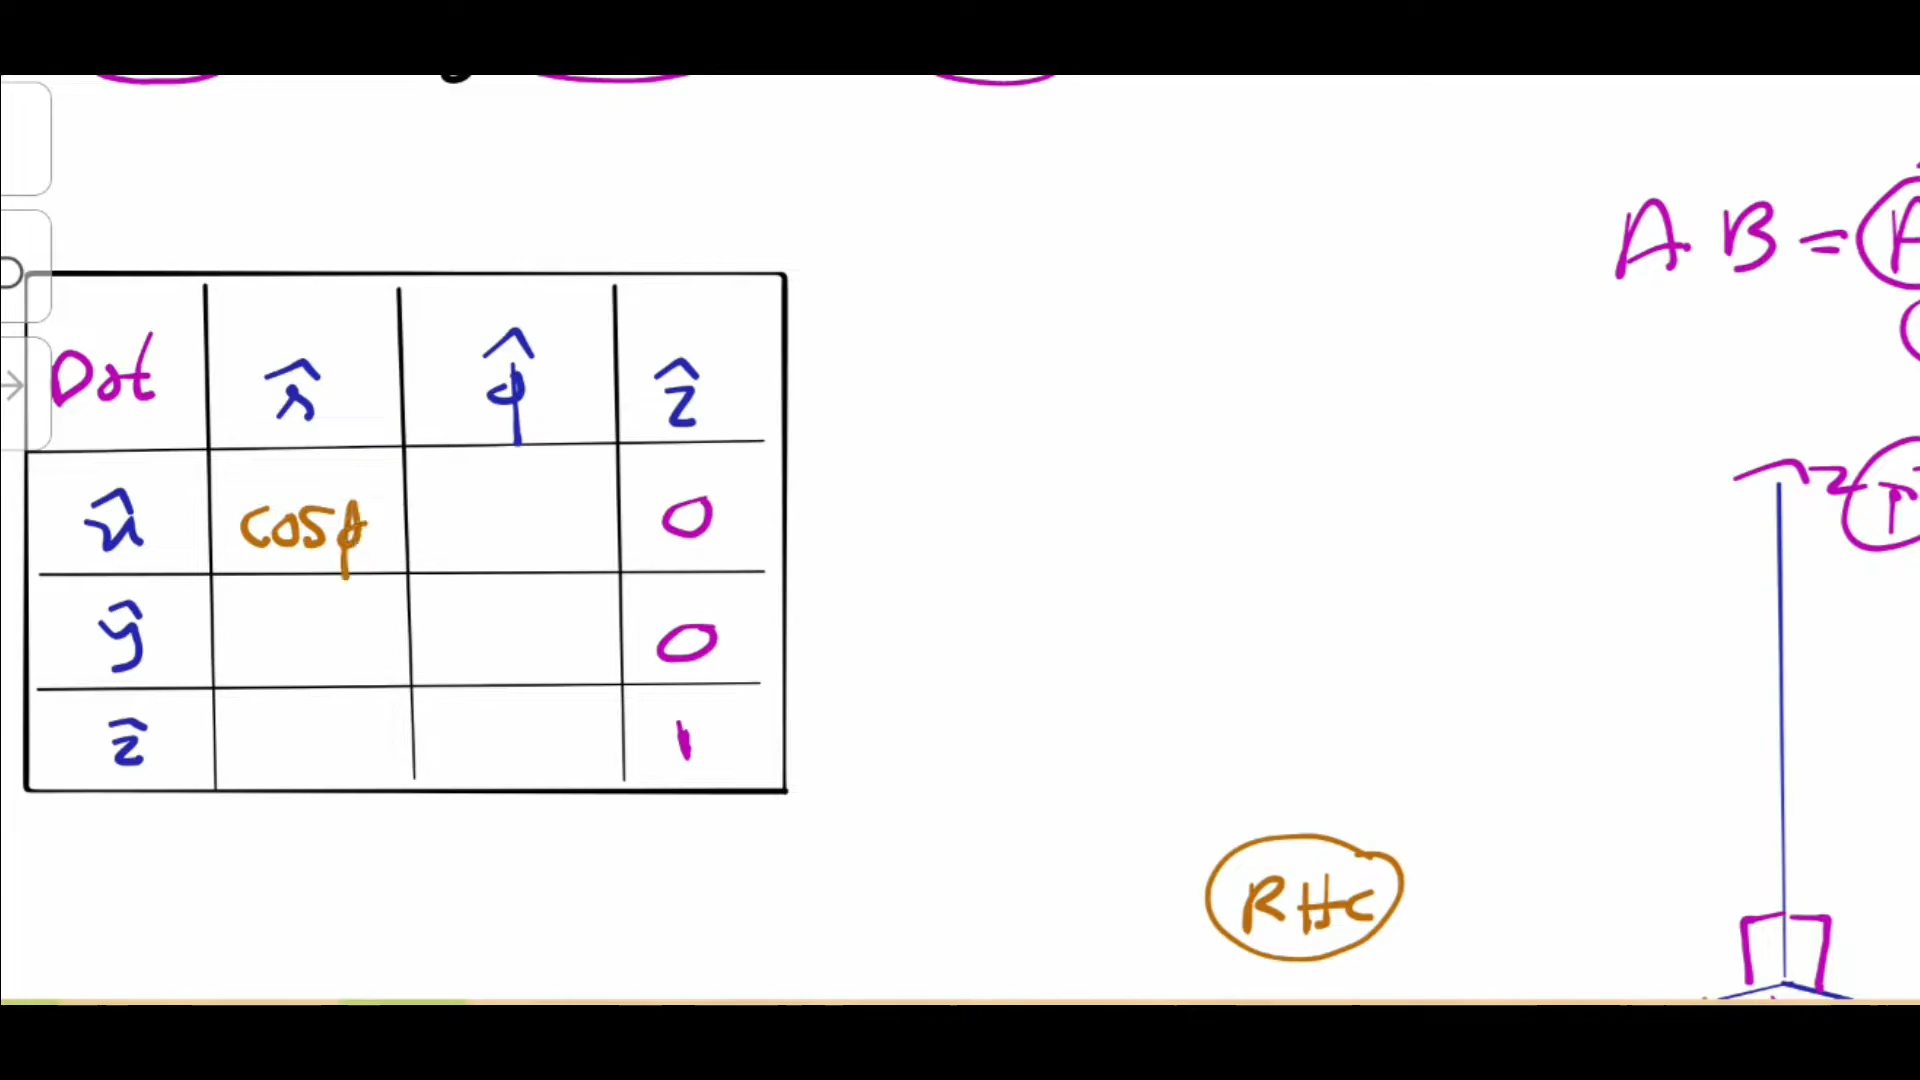 A B =
Dot r̂ φ̂ ẑ
x̂ cosφ 0
ŷ 0
ẑ 1
z
RHC